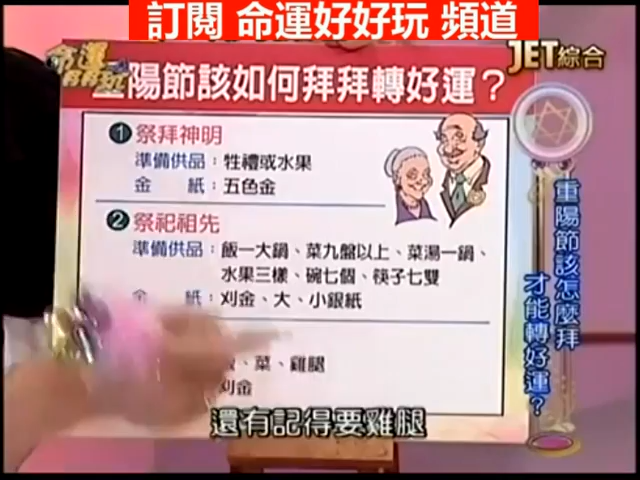 訂閱 命運好好玩 頻道
命運好好玩
JET綜合
陽節該如何拜拜轉好運？
1 祭拜神明
準備供品：牲禮或水果
金 紙：五色金
2 祭祀祖先
準備供品：飯一大鍋、菜九盤以上、菜湯一鍋、
水果三樣、碗七個、筷子七雙
金 紙：刈金、大、小銀紙
、菜、雞腿
刈金
重陽節該怎麼拜
才能轉好運？
還有記得要雞腿